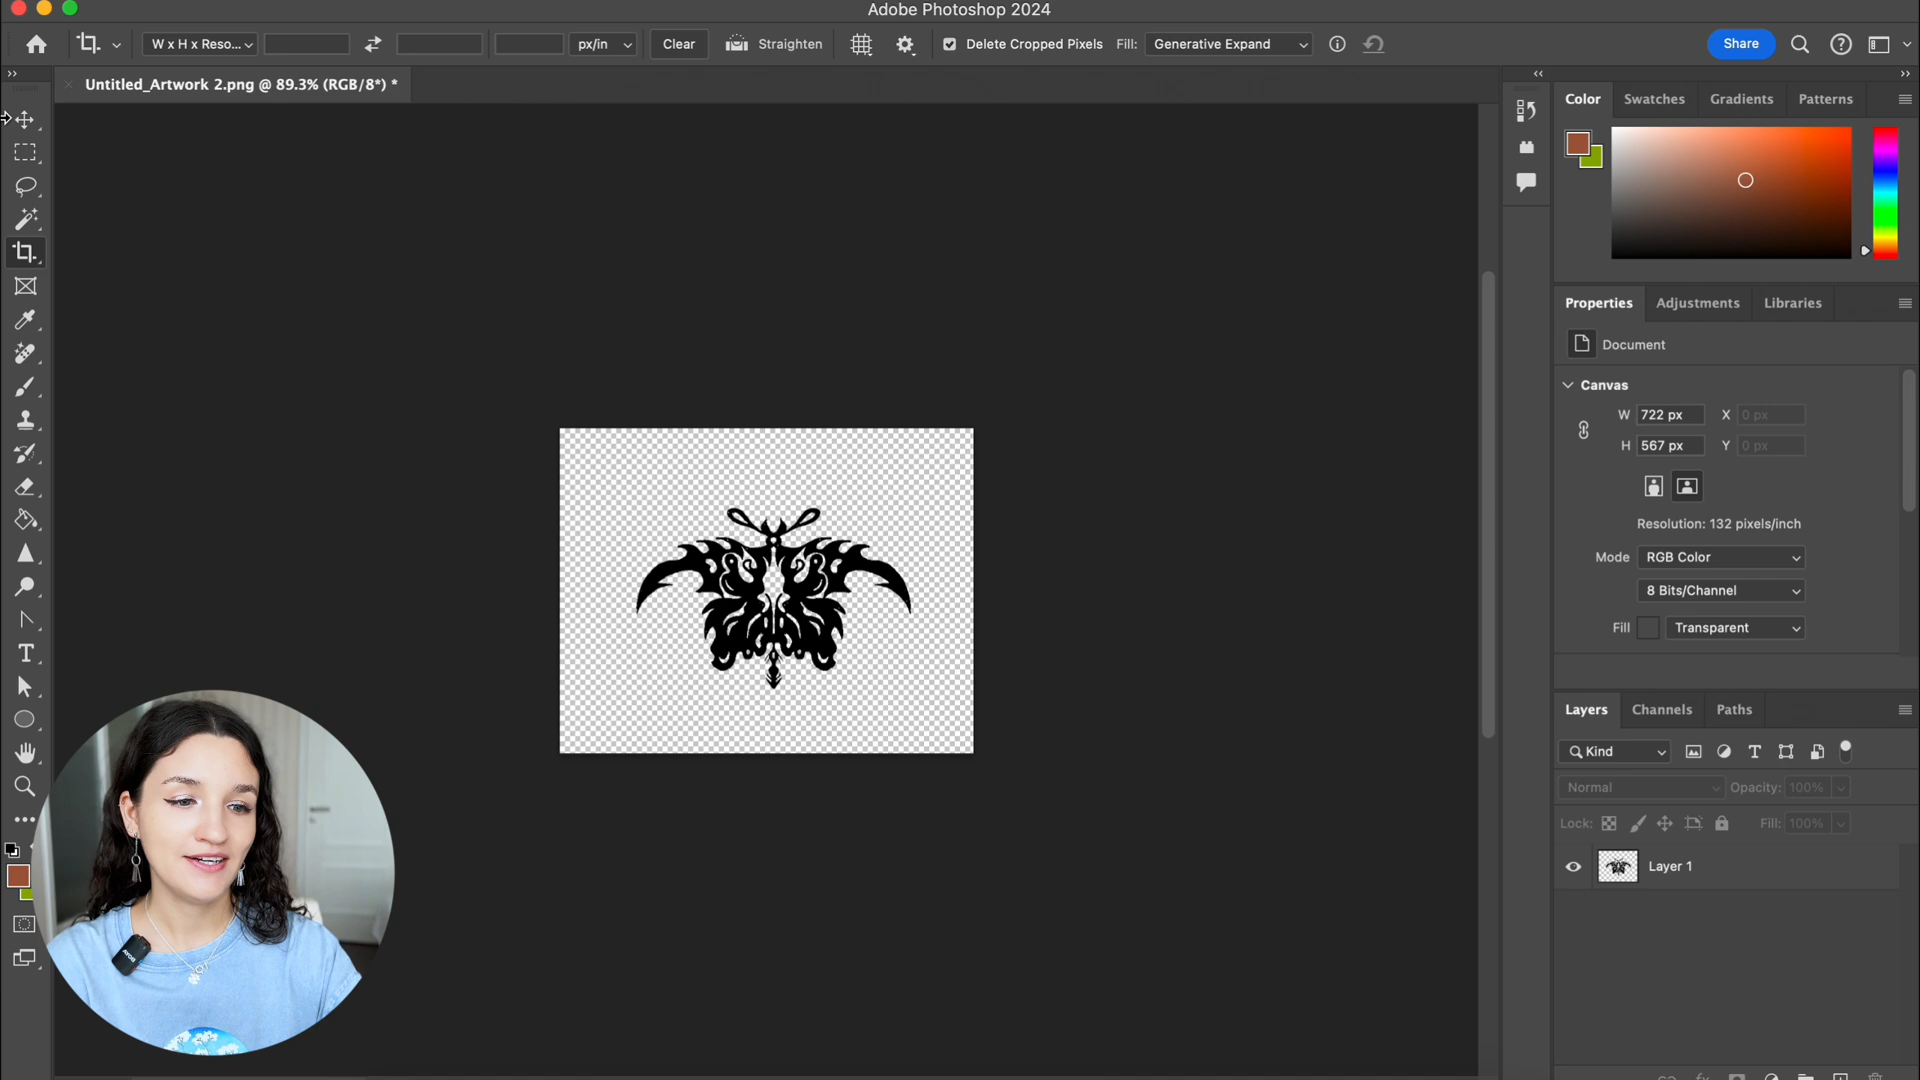 Adobe Photoshop 2024
W x H x Reso... px/in Clear Straighten Delete Cropped Pixels Fill: Generative Expand Share
Untitled_Artwork 2.png @ 89.3% (RGB/8*) *
Color Swatches Gradients Patterns
Properties Adjustments Libraries
Document
Canvas
W 722 px X 0 px
H 567 px Y 0 px
Resolution: 132 pixels/inch
Mode RGB Color
8 Bits/Channel
Fill Transparent
Layers Channels Paths
Kind
Normal Opacity: 100%
Lock: Fill: 100%
Layer 1
BOYA